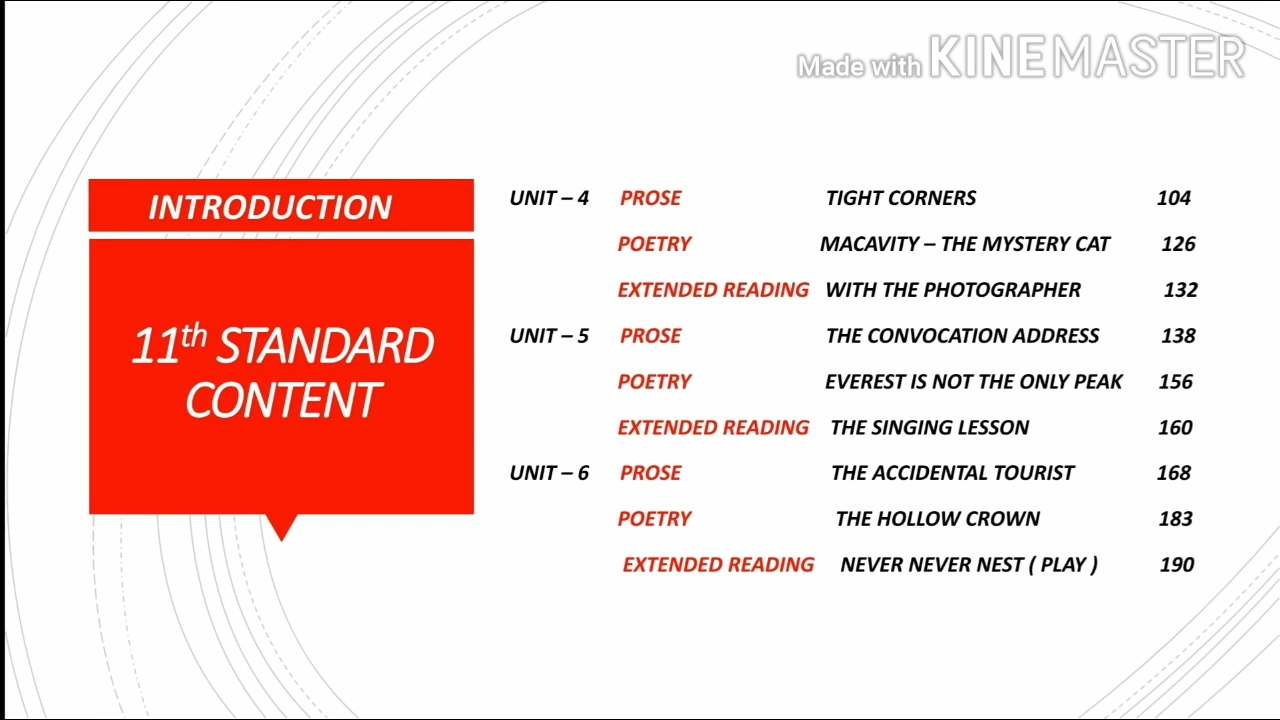 Made with KINEMASTER
INTRODUCTION
11th STANDARD
CONTENT
UNIT – 4 PROSE TIGHT CORNERS 104
POETRY MACAVITY – THE MYSTERY CAT 126
EXTENDED READING WITH THE PHOTOGRAPHER 132
UNIT – 5 PROSE THE CONVOCATION ADDRESS 138
POETRY EVEREST IS NOT THE ONLY PEAK 156
EXTENDED READING THE SINGING LESSON 160
UNIT – 6 PROSE THE ACCIDENTAL TOURIST 168
POETRY THE HOLLOW CROWN 183
EXTENDED READING NEVER NEVER NEST ( PLAY ) 190